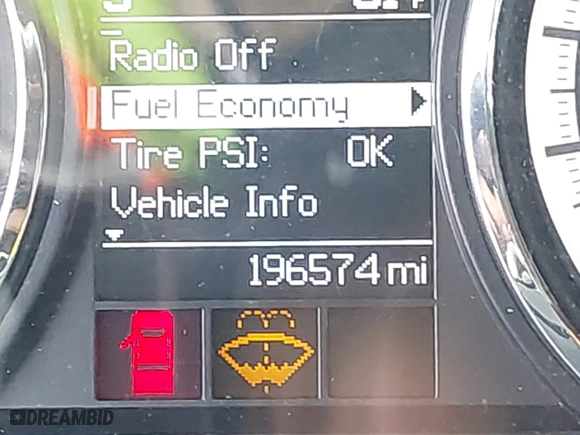 Radio Off
Fuel Economy
Tire PSI: OK
Vehicle Info
196574 mi
DREAMBID